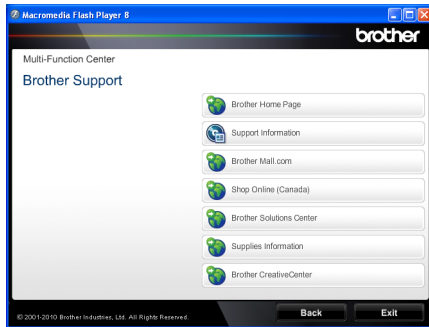 Macromedia Flash Player 8
brother
Multi-Function Center
Brother Support
Brother Home Page
Support Information
Brother Mall.com
Shop Online (Canada)
Brother Solutions Center
Supplies Information
Brother CreativeCenter
© 2001-2010 Brother Industries, Ltd. All Rights Reserved.
Back
Exit